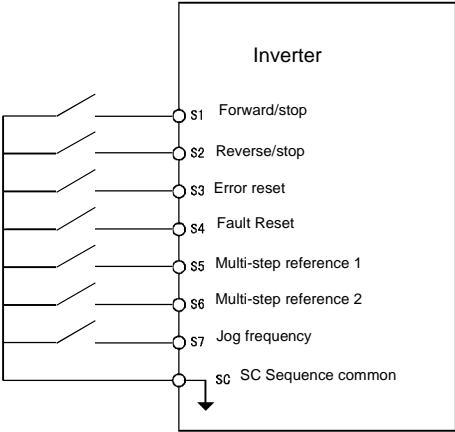 Inverter
S1 Forward/stop
S2 Reverse/stop
S3 Error reset
S4 Fault Reset
S5 Multi-step reference 1
S6 Multi-step reference 2
S7 Jog frequency
SC SC Sequence common